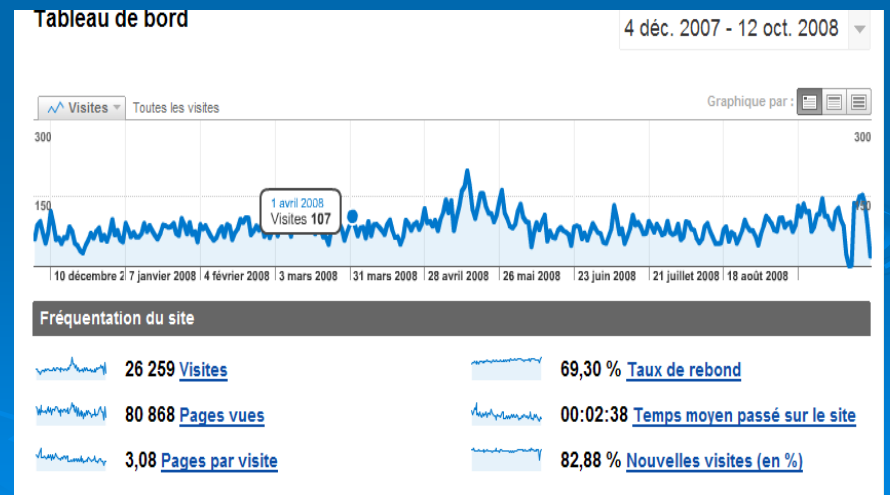 Tableau de bord
4 déc. 2007 - 12 oct. 2008
Visites Toutes les visites Graphique par :
300 300
1 avril 2008
Visites 107
150 150
10 décembre 2 7 janvier 2008 4 février 2008 3 mars 2008 31 mars 2008 28 avril 2008 26 mai 2008 23 juin 2008 21 juillet 2008 18 août 2008
Fréquentation du site
26 259 Visites
69,30 % Taux de rebond
80 868 Pages vues
00:02:38 Temps moyen passé sur le site
3,08 Pages par visite
82,88 % Nouvelles visites (en %)